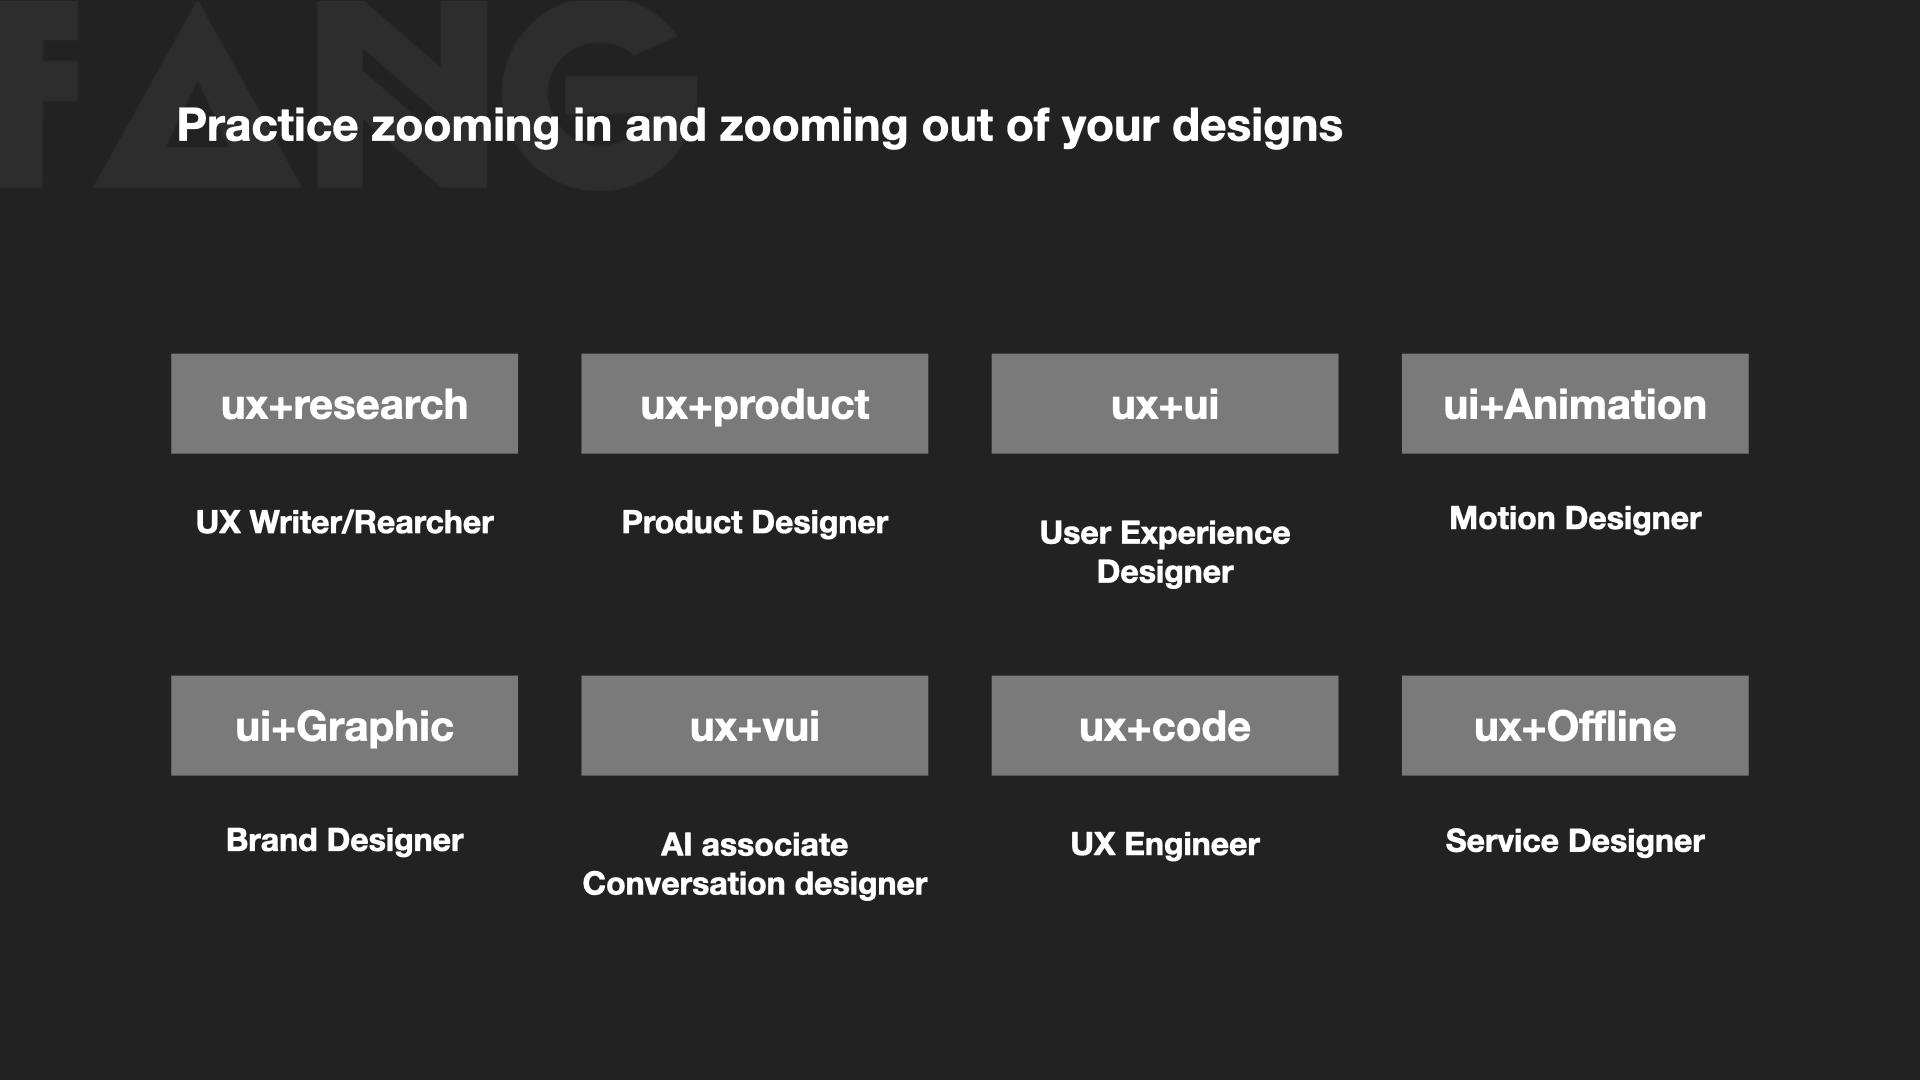 FANG
Practice zooming in and zooming out of your designs
ux+research
ux+product
ux+ui
ui+Animation
UX Writer/Rearcher
Product Designer
User Experience
Designer
Motion Designer
ui+Graphic
ux+vui
ux+code
ux+Offline
Brand Designer
AI associate
Conversation designer
UX Engineer
Service Designer